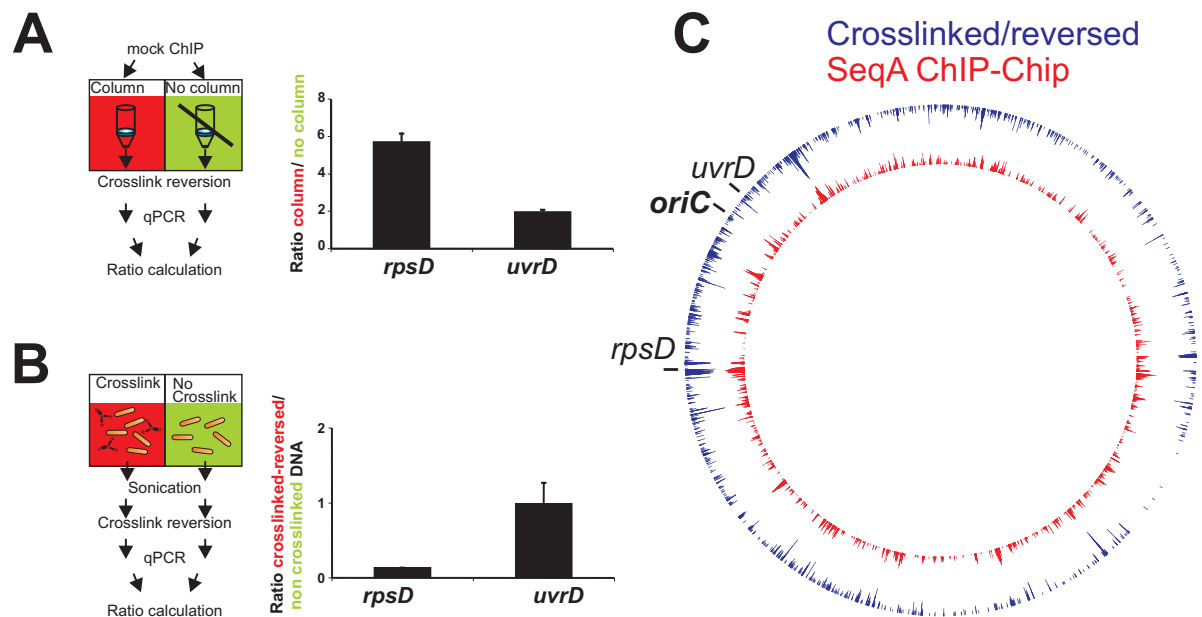 A
mock ChIP
Column
No column
Crosslink reversion
qPCR
Ratio calculation
Ratio column/ no column
8
6
4
2
0
rpsD
uvrD
B
Crosslink
No
Crosslink
Sonication
Crosslink reversion
qPCR
Ratio calculation
Ratio crosslinked-reversed/
non crosslinked DNA
2
1
0
rpsD
uvrD
C
Crosslinked/reversed
SeqA ChIP-Chip
uvrD
oriC
rpsD